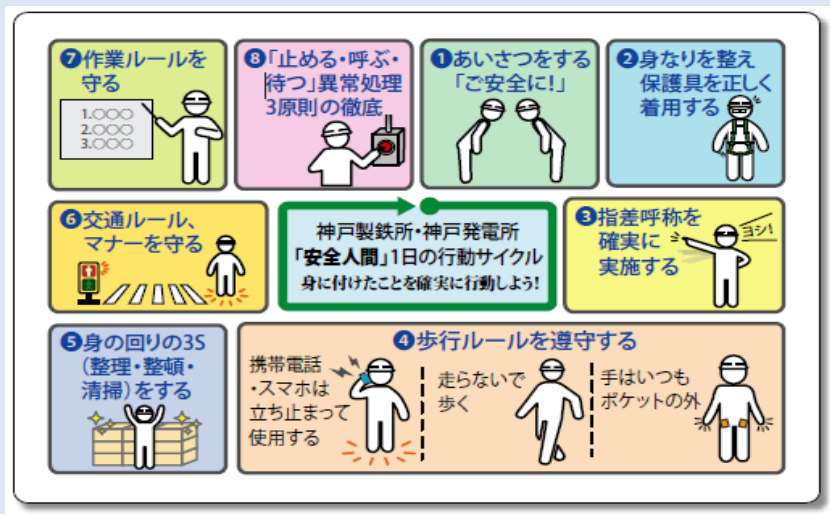 ❶あいさつをする
「ご安全に!」
❷身なりを整え
保護具を正しく
着用する
❸指差呼称を
確実に
実施する
ヨシ!
❹歩行ルールを遵守する
携帯電話
・スマホは
立ち止まって
使用する
走らないで
歩く
手はいつも
ポケットの外
❺身の回りの3S
(整理・整頓・
清掃)をする
❻交通ルール、
マナーを守る
❼作業ルールを
守る
1.○○○
2.○○○
3.○○○
❽「止める・呼ぶ・
待つ」異常処理
3原則の徹底
神戸製鉄所・神戸発電所
「安全人間」1日の行動サイクル
身に付けたことを確実に行動しよう!